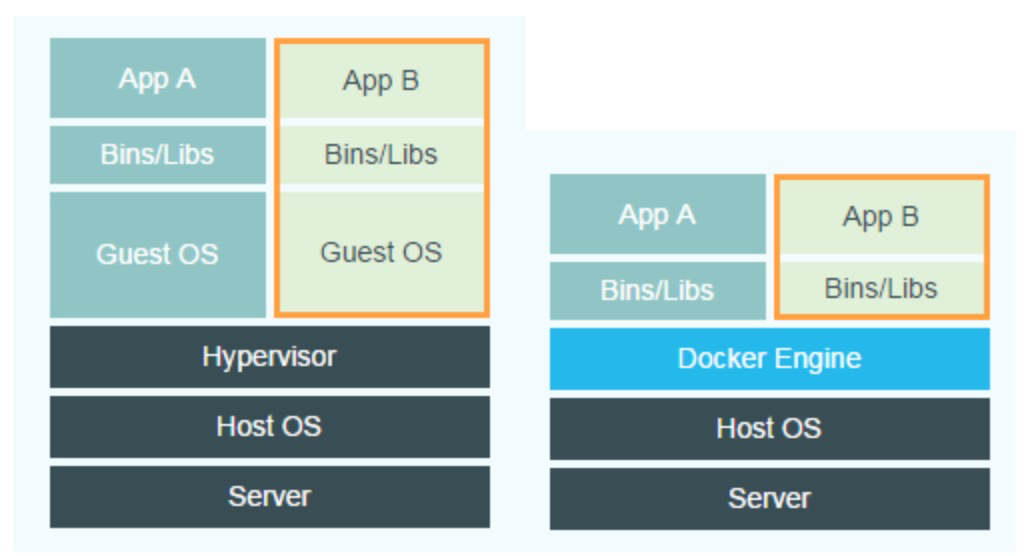 App A
App B
Bins/Libs
Bins/Libs
Guest OS
Guest OS
Hypervisor
Host OS
Server
App A
App B
Bins/Libs
Bins/Libs
Docker Engine
Host OS
Server